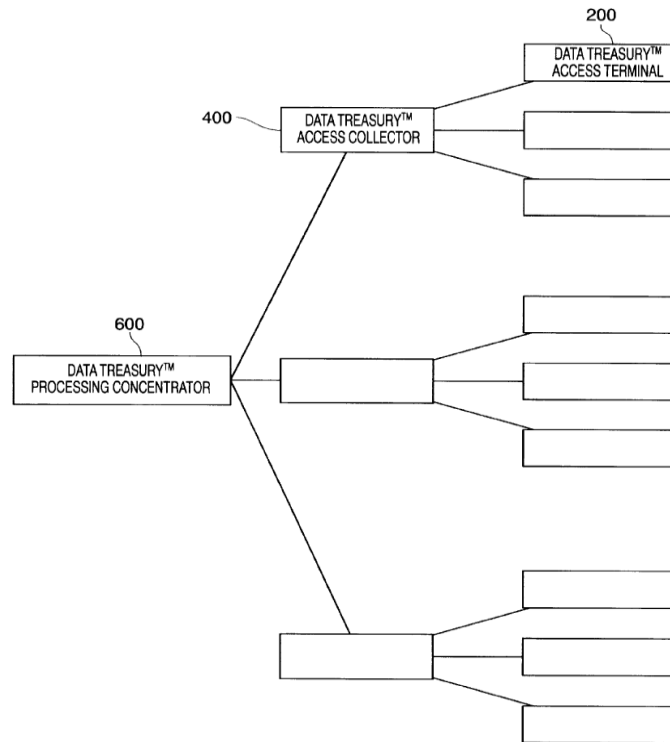 200
DATA TREASURY™
ACCESS TERMINAL
400
DATA TREASURY™
ACCESS COLLECTOR
600
DATA TREASURY™
PROCESSING CONCENTRATOR